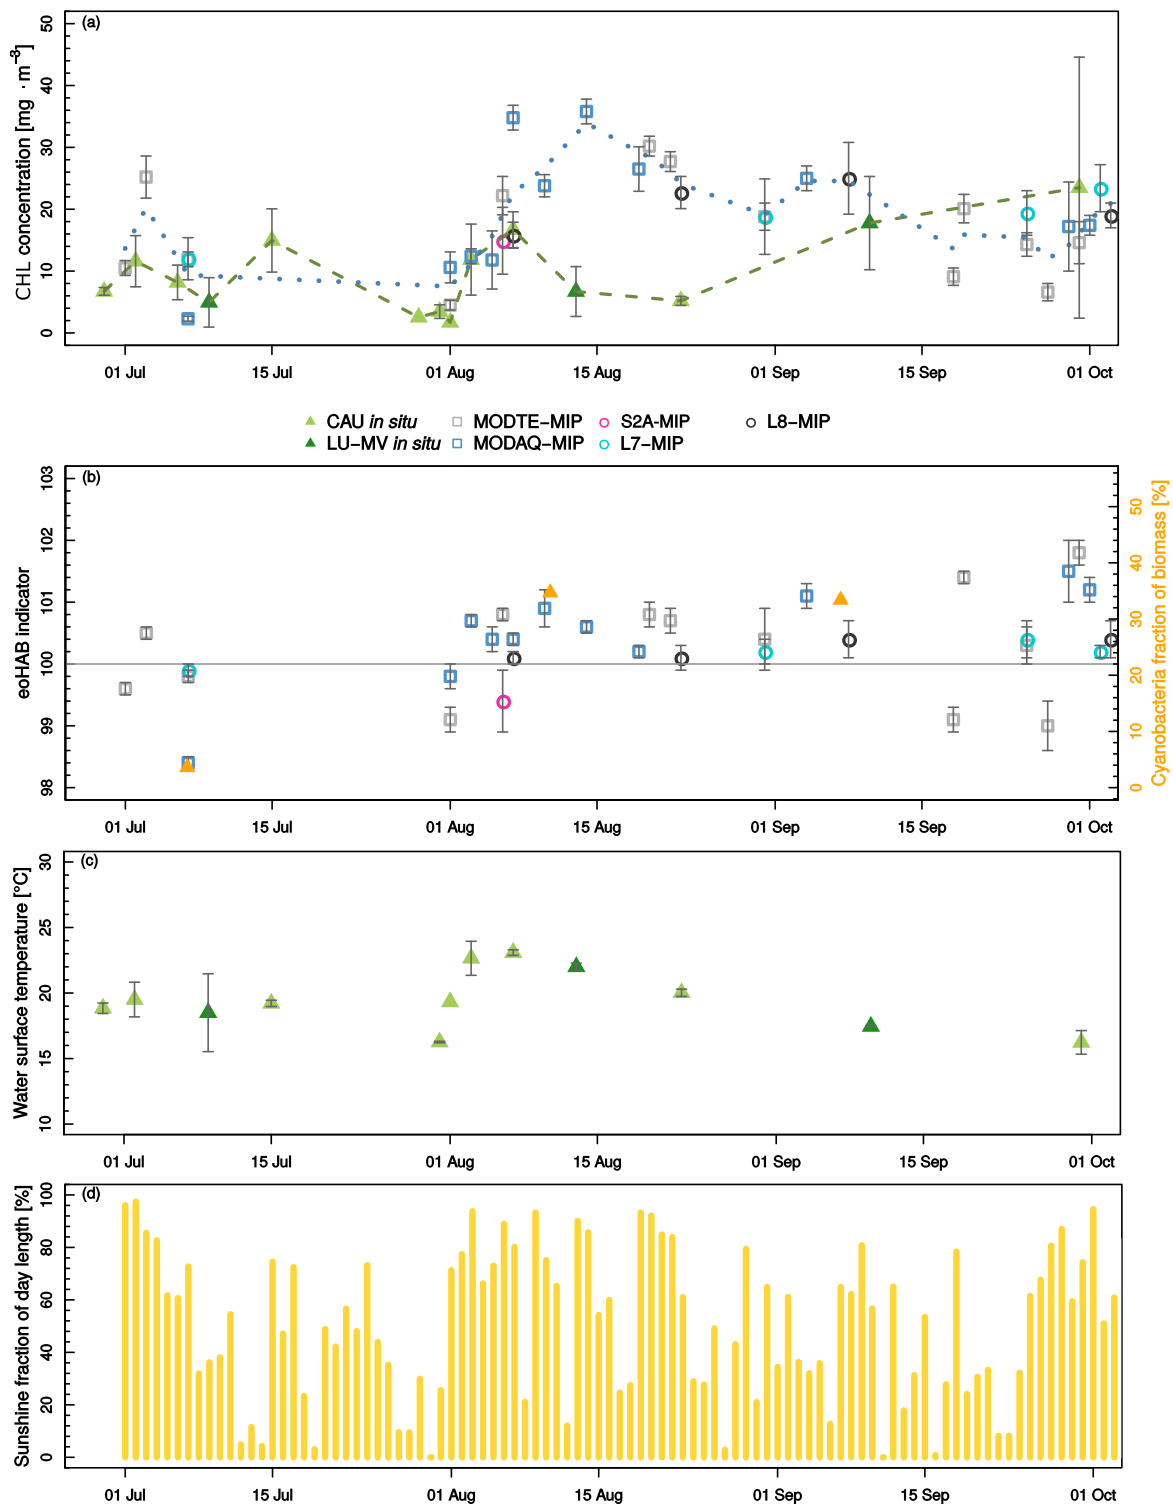 (a)
CHL concentration [mg · m⁻³]
50
40
30
20
10
0
01 Jul 15 Jul 01 Aug 15 Aug 01 Sep 15 Sep 01 Oct
CAU in situ MODTE−MIP S2A-MIP L8−MIP
LU−MV in situ MODAQ−MIP L7−MIP
(b)
eoHAB indicator
103
102
101
100
99
98
Cyanobacteria fraction of biomass [%]
50
40
30
20
10
0
01 Jul 15 Jul 01 Aug 15 Aug 01 Sep 15 Sep 01 Oct
(c)
Water surface temperature [°C]
30
25
20
15
10
01 Jul 15 Jul 01 Aug 15 Aug 01 Sep 15 Sep 01 Oct
(d)
Sunshine fraction of day length [%]
100
80
60
40
20
0
01 Jul 15 Jul 01 Aug 15 Aug 01 Sep 15 Sep 01 Oct